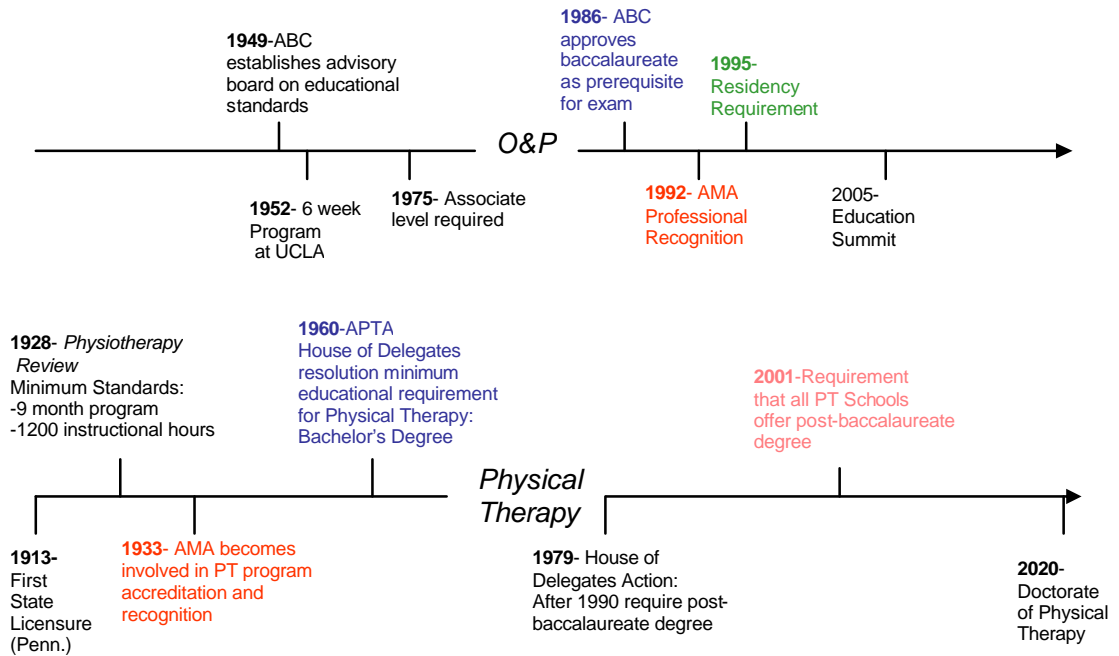 1949-ABC
establishes advisory
board on educational
standards
1986- ABC
approves
baccalaureate
as prerequisite
for exam
1995-
Residency
Requirement
O&P
1952- 6 week
Program
at UCLA
1975- Associate
level required
1992- AMA
Professional
Recognition
2005-
Education
Summit
1928- Physiotherapy
Review
Minimum Standards:
-9 month program
-1200 instructional hours
1960-APTA
House of Delegates
resolution minimum
educational requirement
for Physical Therapy:
Bachelor’s Degree
2001-Requirement
that all PT Schools
offer post-baccalaureate
degree
Physical
Therapy
1913-
First
State
Licensure
(Penn.)
1933- AMA becomes
involved in PT program
accreditation and
recognition
1979- House of
Delegates Action:
After 1990 require post-
baccalaureate degree
2020-
Doctorate
of Physical
Therapy